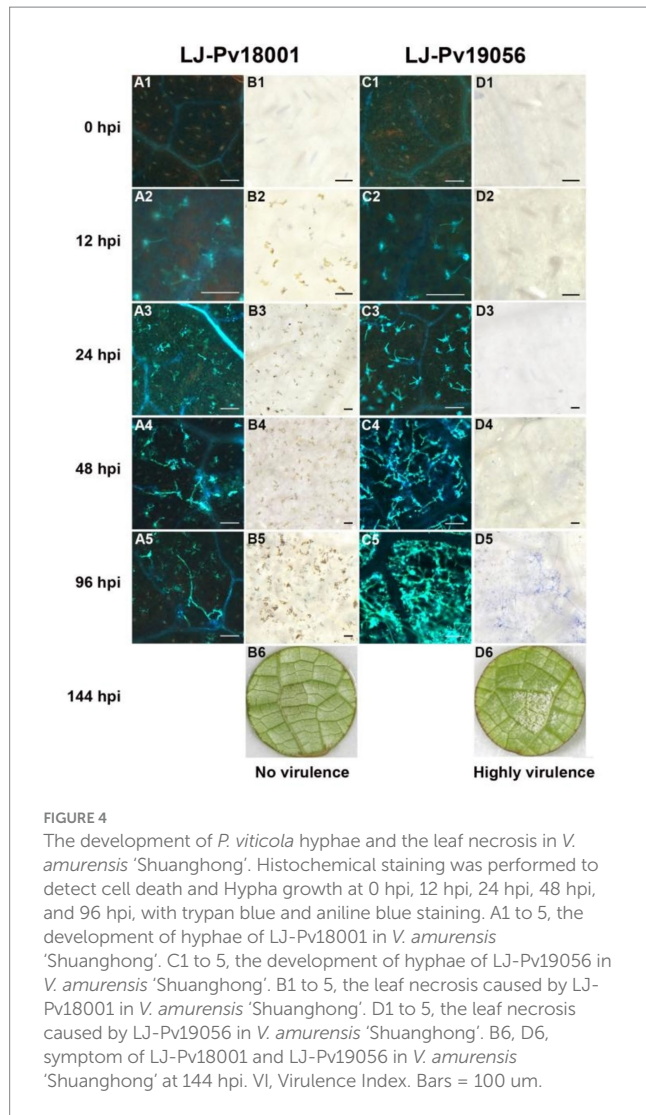 LJ-Pv18001 LJ-Pv19056
0 hpi A1 B1 C1 D1
12 hpi A2 B2 C2 D2
24 hpi A3 B3 C3 D3
48 hpi A4 B4 C4 D4
96 hpi A5 B5 C5 D5
144 hpi B6 D6
No virulence Highly virulence
FIGURE 4
The development of P. viticola hyphae and the leaf necrosis in V.
amurensis ‘Shuanghong’. Histochemical staining was performed to
detect cell death and Hypha growth at 0 hpi, 12 hpi, 24 hpi, 48 hpi,
and 96 hpi, with trypan blue and aniline blue staining. A1 to 5, the
development of hyphae of LJ-Pv18001 in V. amurensis
‘Shuanghong’. C1 to 5, the development of hyphae of LJ-Pv19056 in
V. amurensis ‘Shuanghong’. B1 to 5, the leaf necrosis caused by LJ-
Pv18001 in V. amurensis ‘Shuanghong’. D1 to 5, the leaf necrosis
caused by LJ-Pv19056 in V. amurensis ‘Shuanghong’. B6, D6,
symptom of LJ-Pv18001 and LJ-Pv19056 in V. amurensis
‘Shuanghong’ at 144 hpi. VI, Virulence Index. Bars = 100 um.